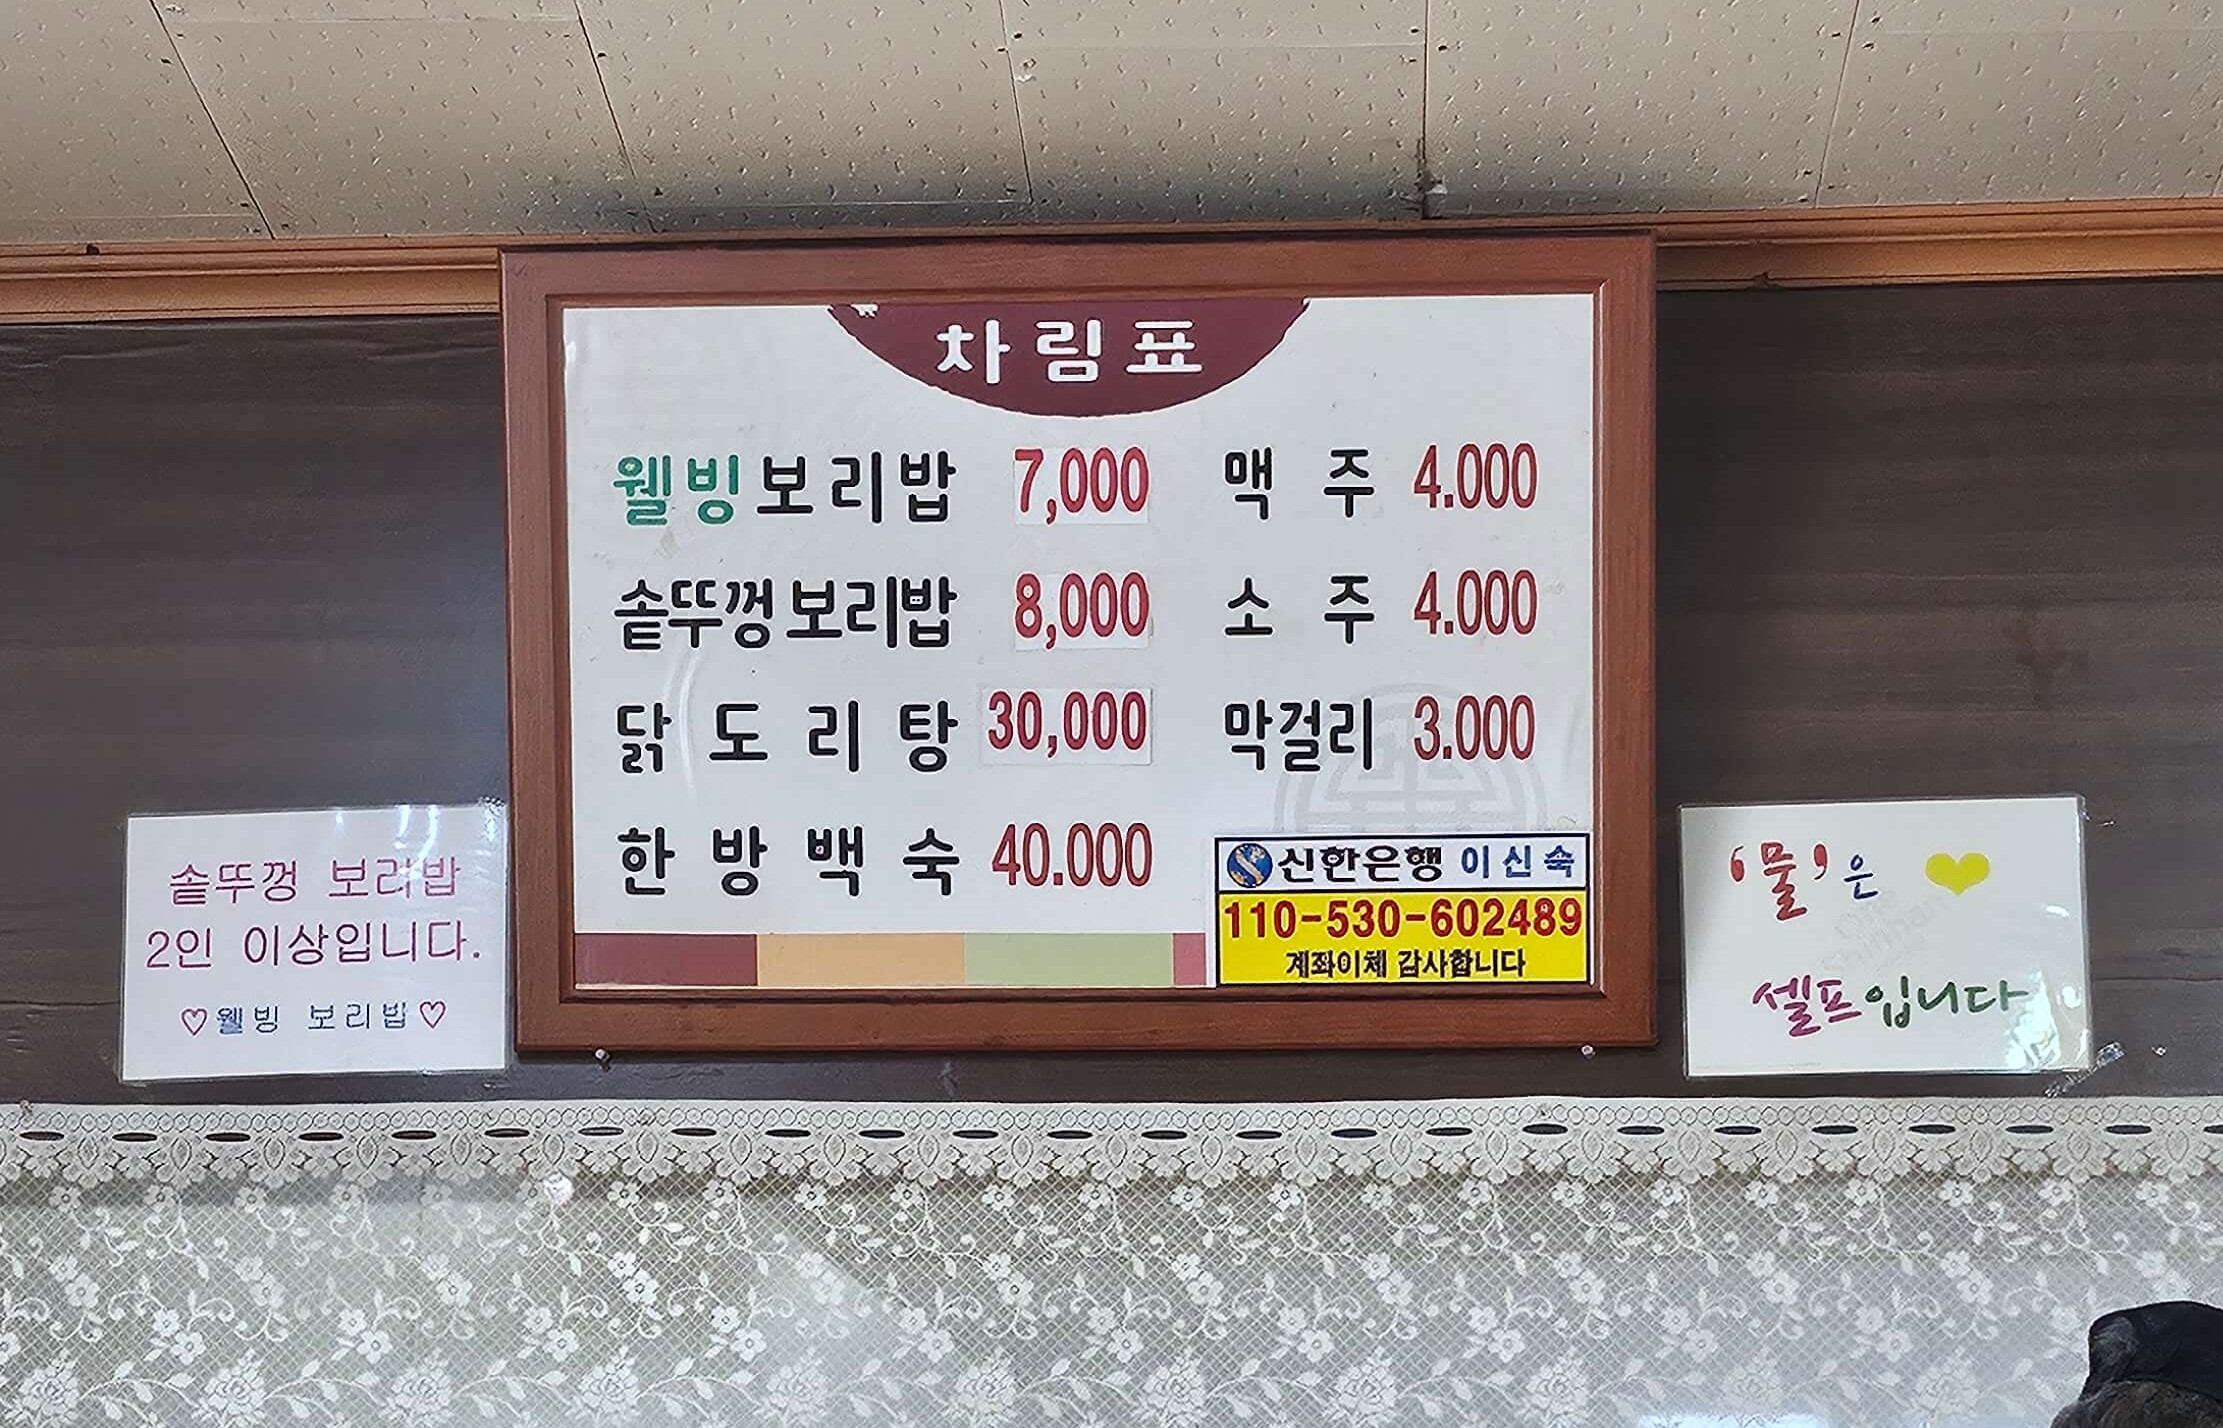 차림표
웰빙보리밥 7,000
솥뚜껑보리밥 8,000
닭도리탕 30,000
한방백숙 40.000
맥주 4.000
소주 4.000
막걸리 3.000
신한은행 이신숙
110-530-602489
계좌이체 감사합니다
솥뚜껑 보리밥
2인 이상입니다.
♡웰빙 보리밥♡
'물'은
셀프입니다